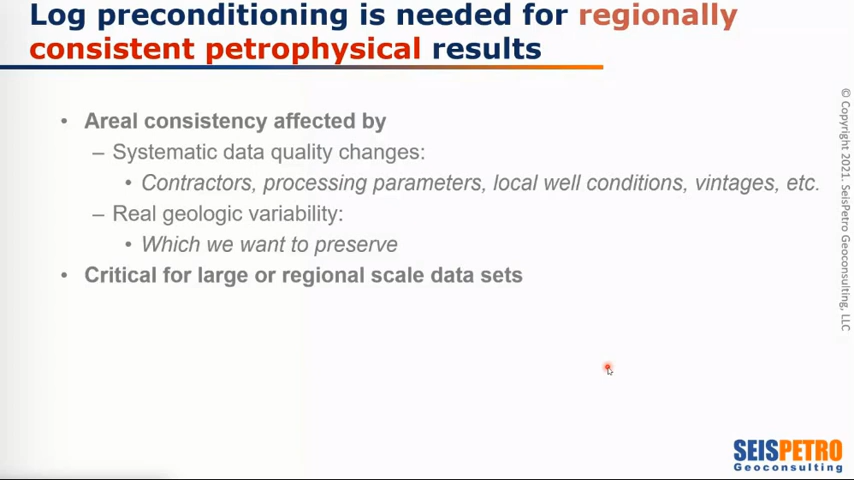 Log preconditioning is needed for regionally
consistent petrophysical results
• Areal consistency affected by
– Systematic data quality changes:
• Contractors, processing parameters, local well conditions, vintages, etc.
– Real geologic variability:
• Which we want to preserve
• Critical for large or regional scale data sets
© Copyright 2021. SeisPetro Geoconsulting, LLC
SEISPETRO
Geoconsulting